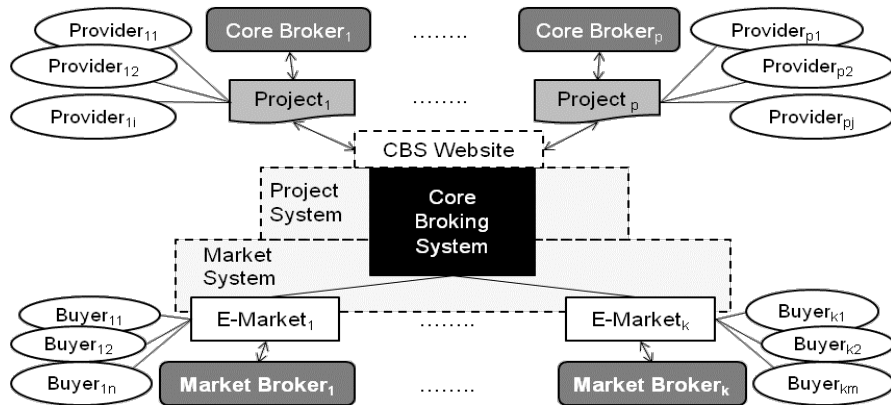 Provider₁₁
Core Broker₁
........
Core Brokerₚ
Providerₚ₁
Provider₁₂
Providerₚ₂
Project₁
........
Project ₚ
Provider₁ᵢ
Providerₚⱼ
CBS Website
Project
System
Core
Broking
System
Market
System
Buyer₁₁
E-Market₁
........
E-Marketₖ
Buyerₖ₁
Buyer₁₂
Buyerₖ₂
Buyer₁ₙ
Market Broker₁
........
Market Brokerₖ
Buyerₖₘ